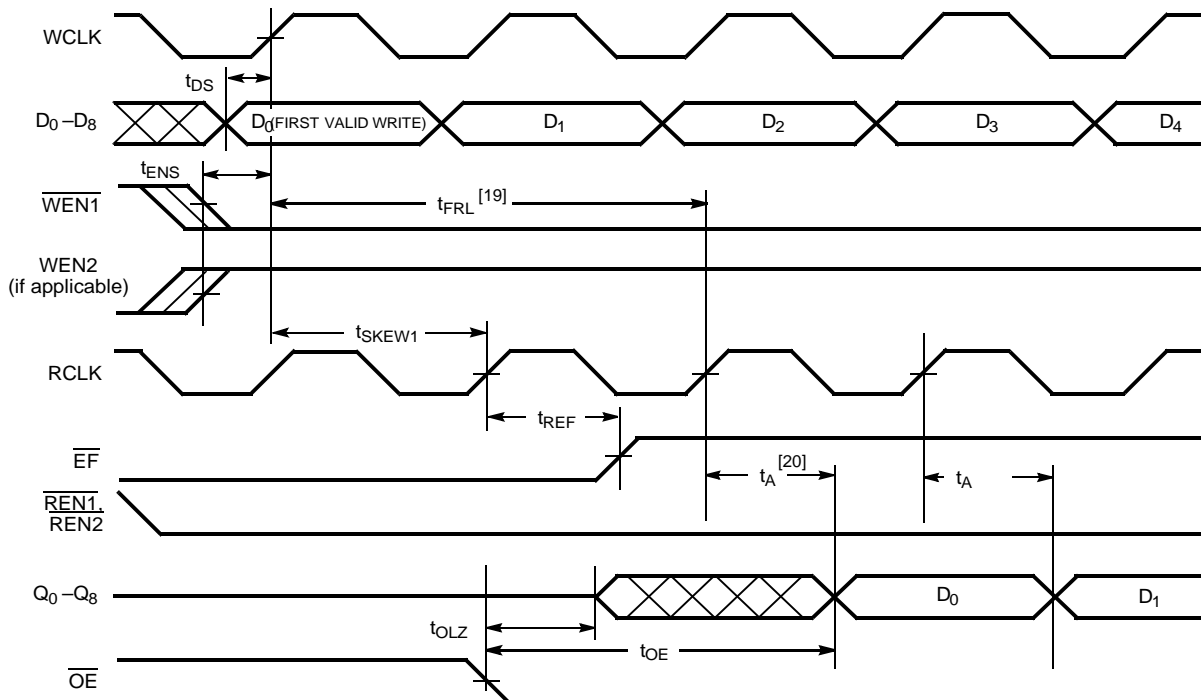 WCLK
tDS
D0–D8
D0(FIRST VALID WRITE)
D1
D2
D3
D4
tENS
WEN1
tFRL [19]
WEN2
(if applicable)
tSKEW1
RCLK
tREF
EF
tA [20]
tA
REN1,
REN2
Q0–Q8
D0
D1
tOLZ
tOE
OE